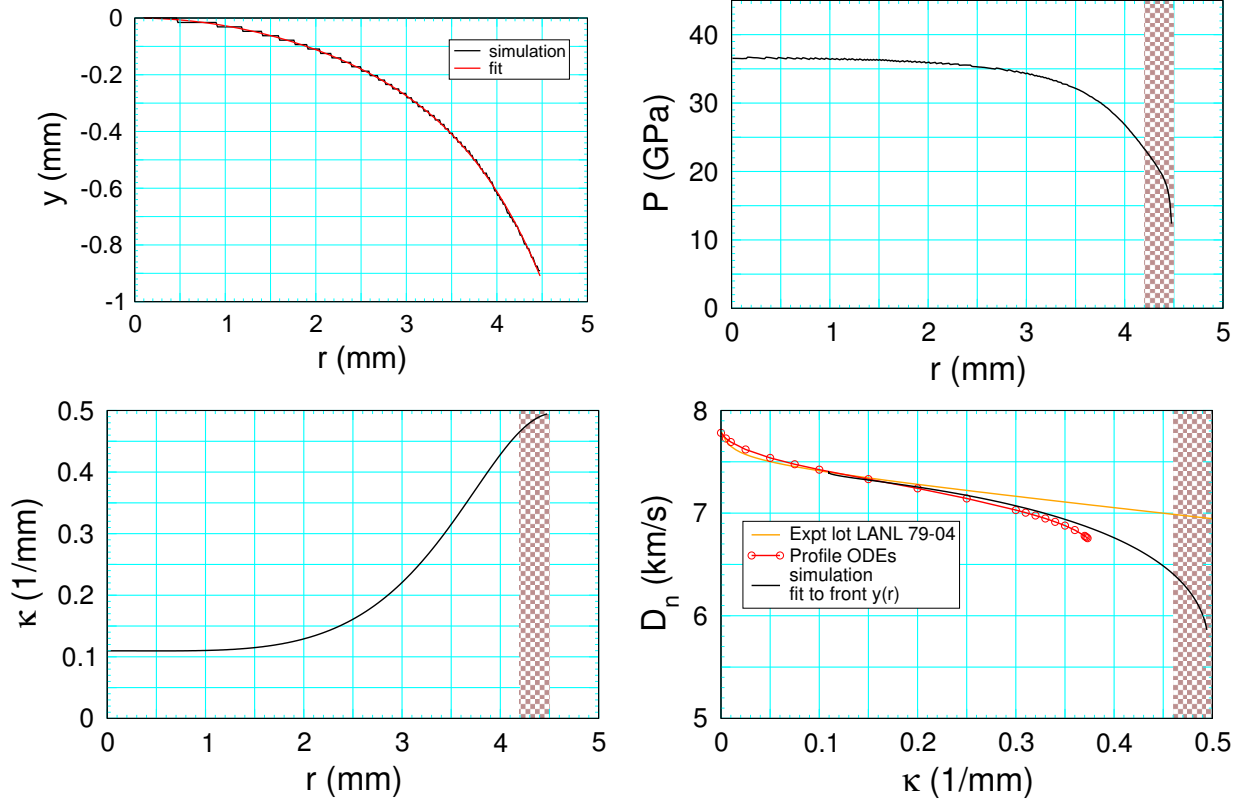 0
-0.2
-0.4
-0.6
-0.8
-1
y (mm)
simulation
fit
0 1 2 3 4 5
r (mm)
40
30
20
10
0
P (GPa)
0 1 2 3 4 5
r (mm)
0.5
0.4
0.3
0.2
0.1
0
κ (1/mm)
0 1 2 3 4 5
r (mm)
8
7
6
5
D_n (km/s)
Expt lot LANL 79-04
Profile ODEs
simulation
fit to front y(r)
0 0.1 0.2 0.3 0.4 0.5
κ (1/mm)